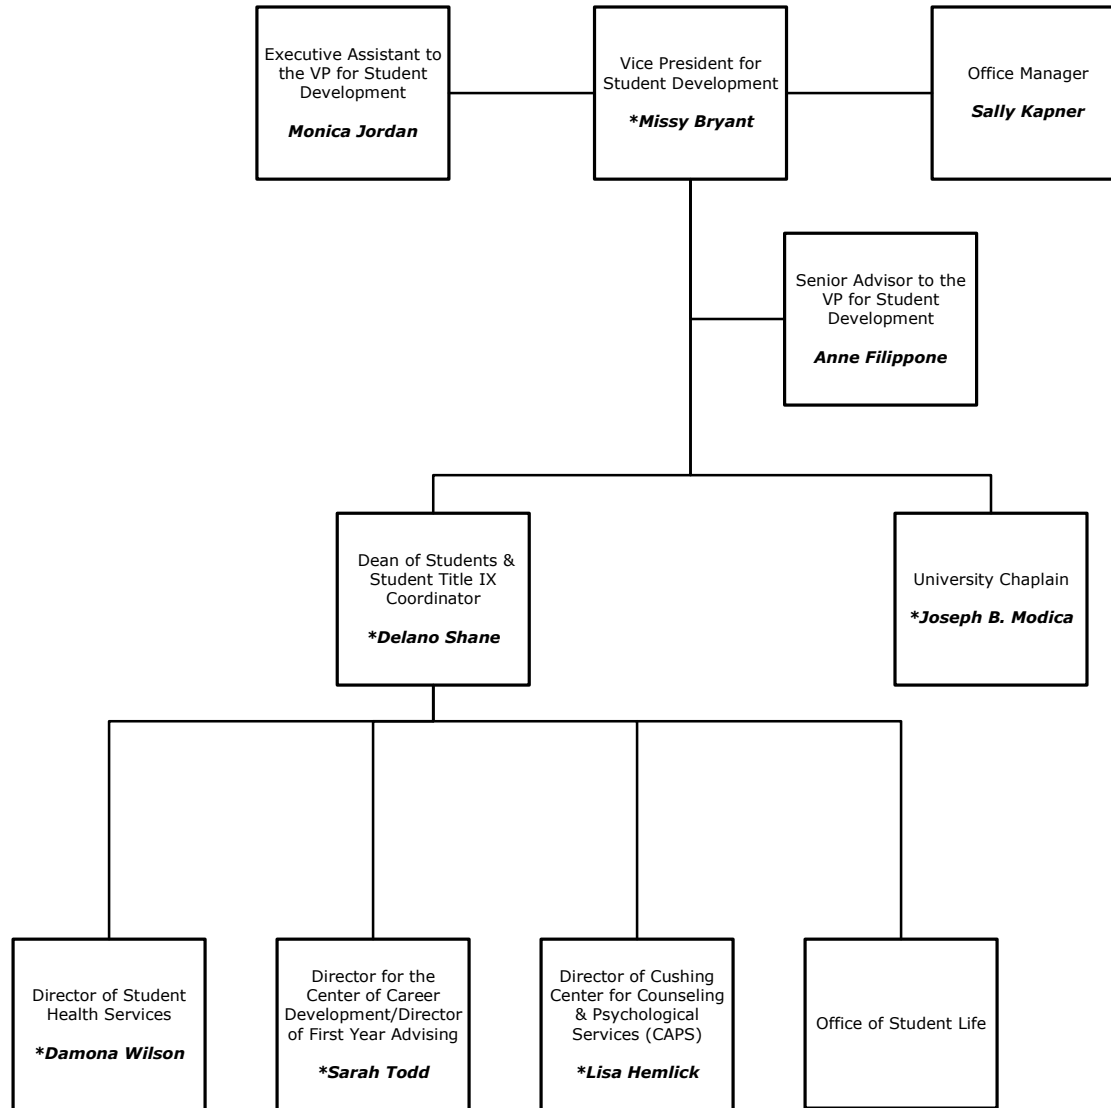 Executive Assistant to
the VP for Student
Development
Monica Jordan
Vice President for
Student Development
*Missy Bryant
Office Manager
Sally Kapner
Senior Advisor to the
VP for Student
Development
Anne Filippone
Dean of Students &
Student Title IX
Coordinator
*Delano Shane
University Chaplain
*Joseph B. Modica
Director of Student
Health Services
*Damona Wilson
Director for the
Center of Career
Development/Director
of First Year Advising
*Sarah Todd
Director of Cushing
Center for Counseling
& Psychological
Services (CAPS)
*Lisa Hemlick
Office of Student Life